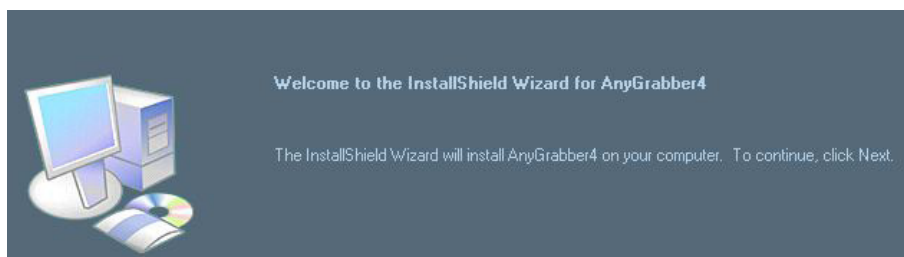 Welcome to the InstallShield Wizard for AnyGrabber4
The InstallShield Wizard will install AnyGrabber4 on your computer. To continue, click Next.